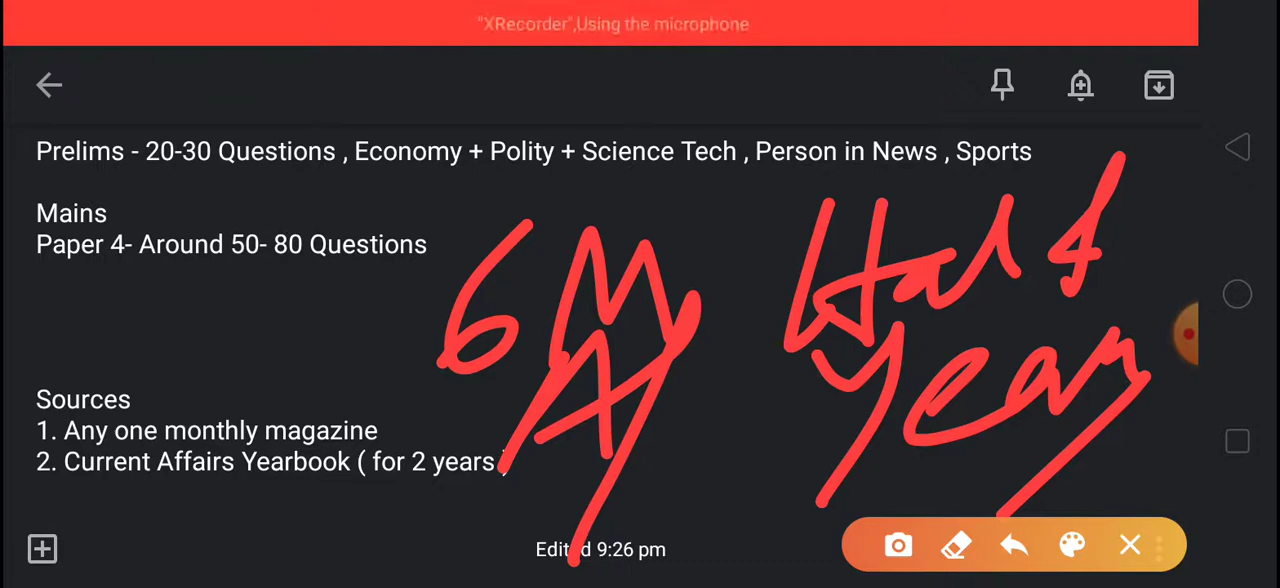 "XRecorder",Using the microphone
Prelims - 20-30 Questions , Economy + Polity + Science Tech , Person in News , Sports
Mains
Paper 4- Around 50- 80 Questions
6 M
Half
Year
Sources
1. Any one monthly magazine
2. Current Affairs Yearbook ( for 2 years )
Edited 9:26 pm